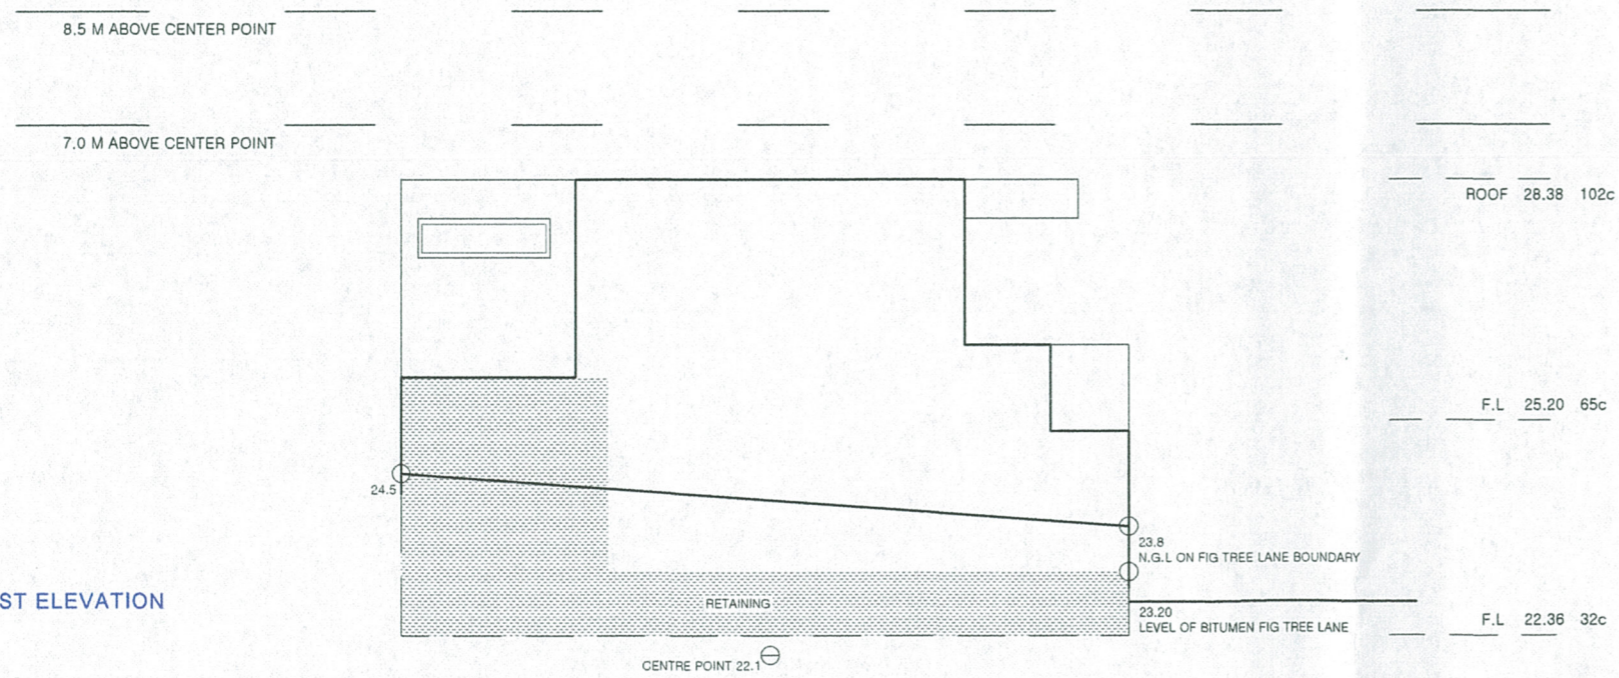 8.5 M ABOVE CENTER POINT
7.0 M ABOVE CENTER POINT
ROOF 28.38 102c
F.L 25.20 65c
24.5
23.8
N.G.L ON FIG TREE LANE BOUNDARY
ST ELEVATION
RETAINING
23.20
LEVEL OF BITUMEN FIG TREE LANE
F.L 22.36 32c
CENTRE POINT 22.1